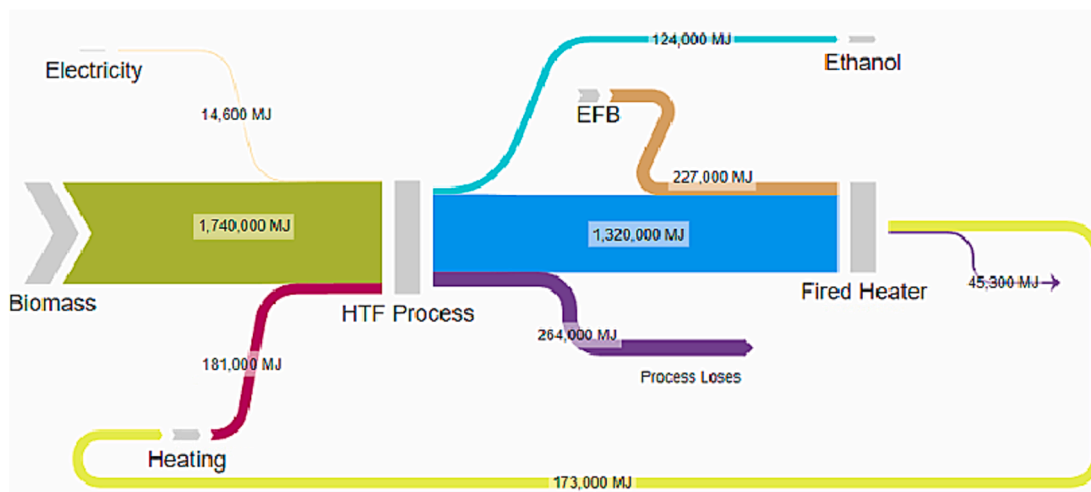 124,000 MJ
Ethanol
Electricity
EFB
14,600 MJ
227,000 MJ
1,740,000 MJ
1,320,000 MJ
45,300 MJ
Fired Heater
Biomass
HTF Process
264,000 MJ
181,000 MJ
Process Loses
Heating
173,000 MJ